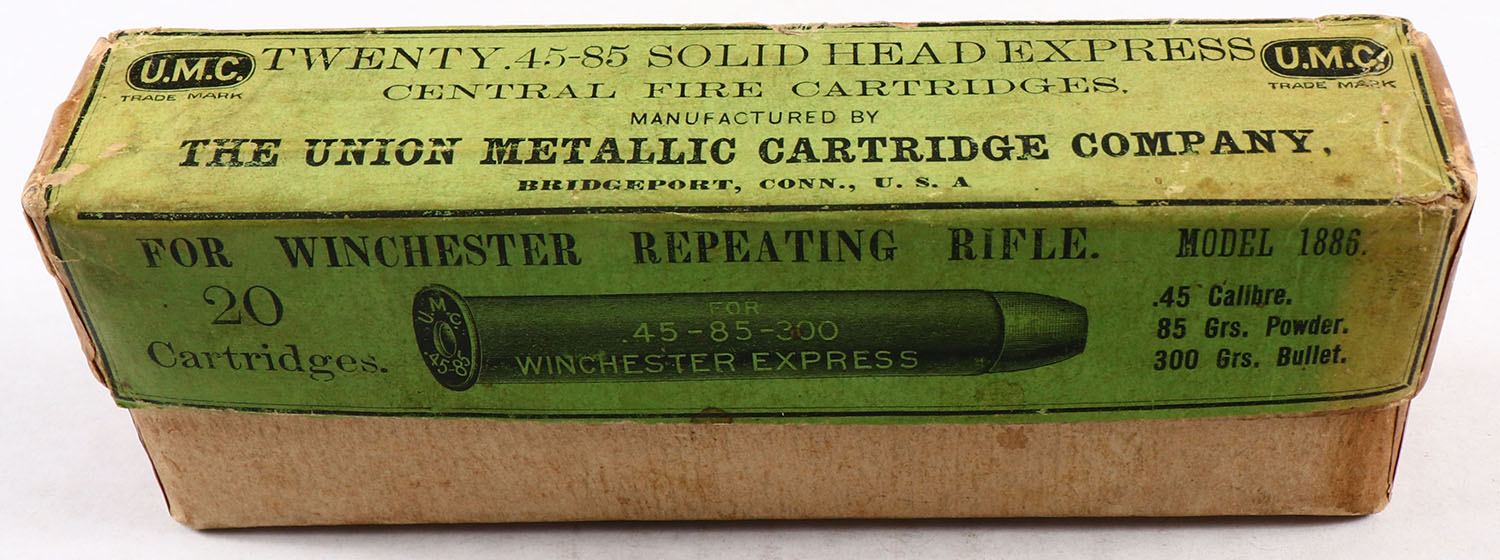 U.M.C. TWENTY .45-85 SOLID HEAD EXPRESS U.M.C.
TRADE MARK CENTRAL FIRE CARTRIDGES. TRADE MARK
MANUFACTURED BY
THE UNION METALLIC CARTRIDGE COMPANY,
BRIDGEPORT, CONN., U. S. A
FOR WINCHESTER REPEATING RIFLE. MODEL 1886.
20
Cartridges.
U.M.C.
.45-85
FOR
.45-85-300
WINCHESTER EXPRESS
.45 Calibre.
85 Grs. Powder.
300 Grs. Bullet.